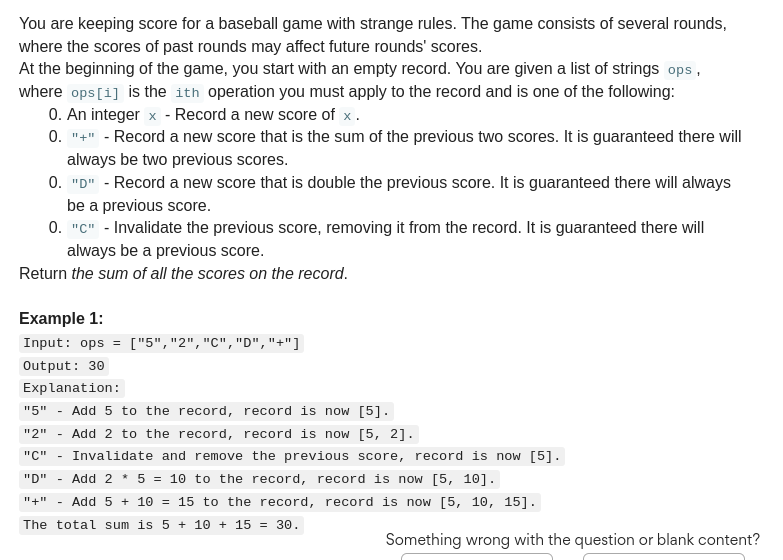 You are keeping score for a baseball game with strange rules. The game consists of several rounds,
where the scores of past rounds may affect future rounds' scores.
At the beginning of the game, you start with an empty record. You are given a list of strings ops ,
where ops[i] is the ith operation you must apply to the record and is one of the following:
0. An integer x - Record a new score of x .
0. "+" - Record a new score that is the sum of the previous two scores. It is guaranteed there will
always be two previous scores.
0. "D" - Record a new score that is double the previous score. It is guaranteed there will always
be a previous score.
0. "C" - Invalidate the previous score, removing it from the record. It is guaranteed there will
always be a previous score.
Return the sum of all the scores on the record.
Example 1:
Input: ops = ["5","2","C","D","+"]
Output: 30
Explanation:
"5" - Add 5 to the record, record is now [5].
"2" - Add 2 to the record, record is now [5, 2].
"C" - Invalidate and remove the previous score, record is now [5].
"D" - Add 2 * 5 = 10 to the record, record is now [5, 10].
"+" - Add 5 + 10 = 15 to the record, record is now [5, 10, 15].
The total sum is 5 + 10 + 15 = 30.
Something wrong with the question or blank content?